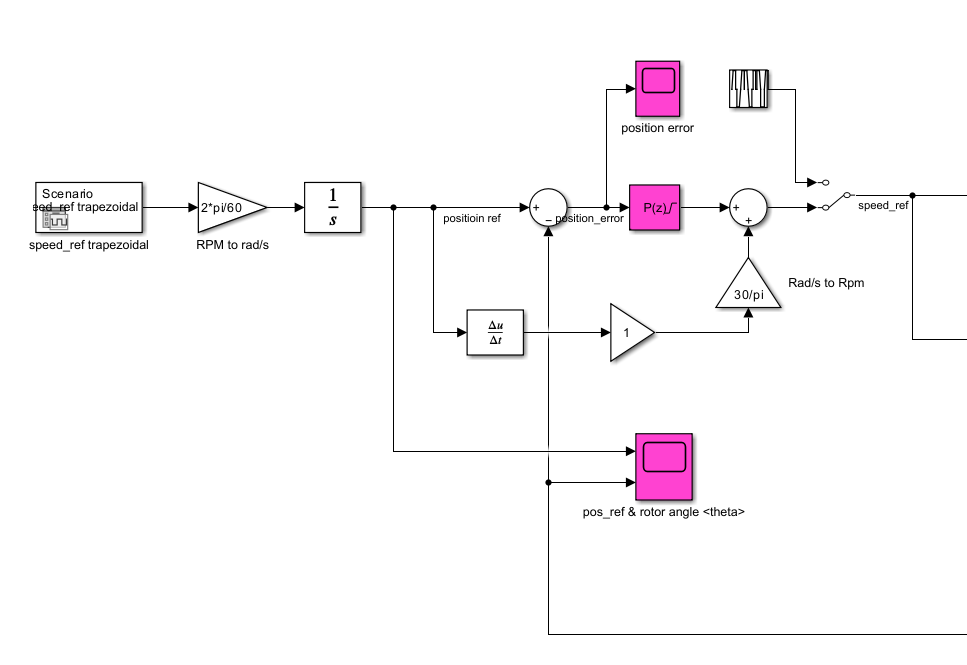 position error
Scenario
eed_ref trapezoidal
speed_ref trapezoidal
2*pi/60
RPM to rad/s
1
s
positioin ref
+
−
position_error
P(z)
+
+
speed_ref
30/pi
Rad/s to Rpm
Δu
Δt
1
pos_ref & rotor angle <theta>